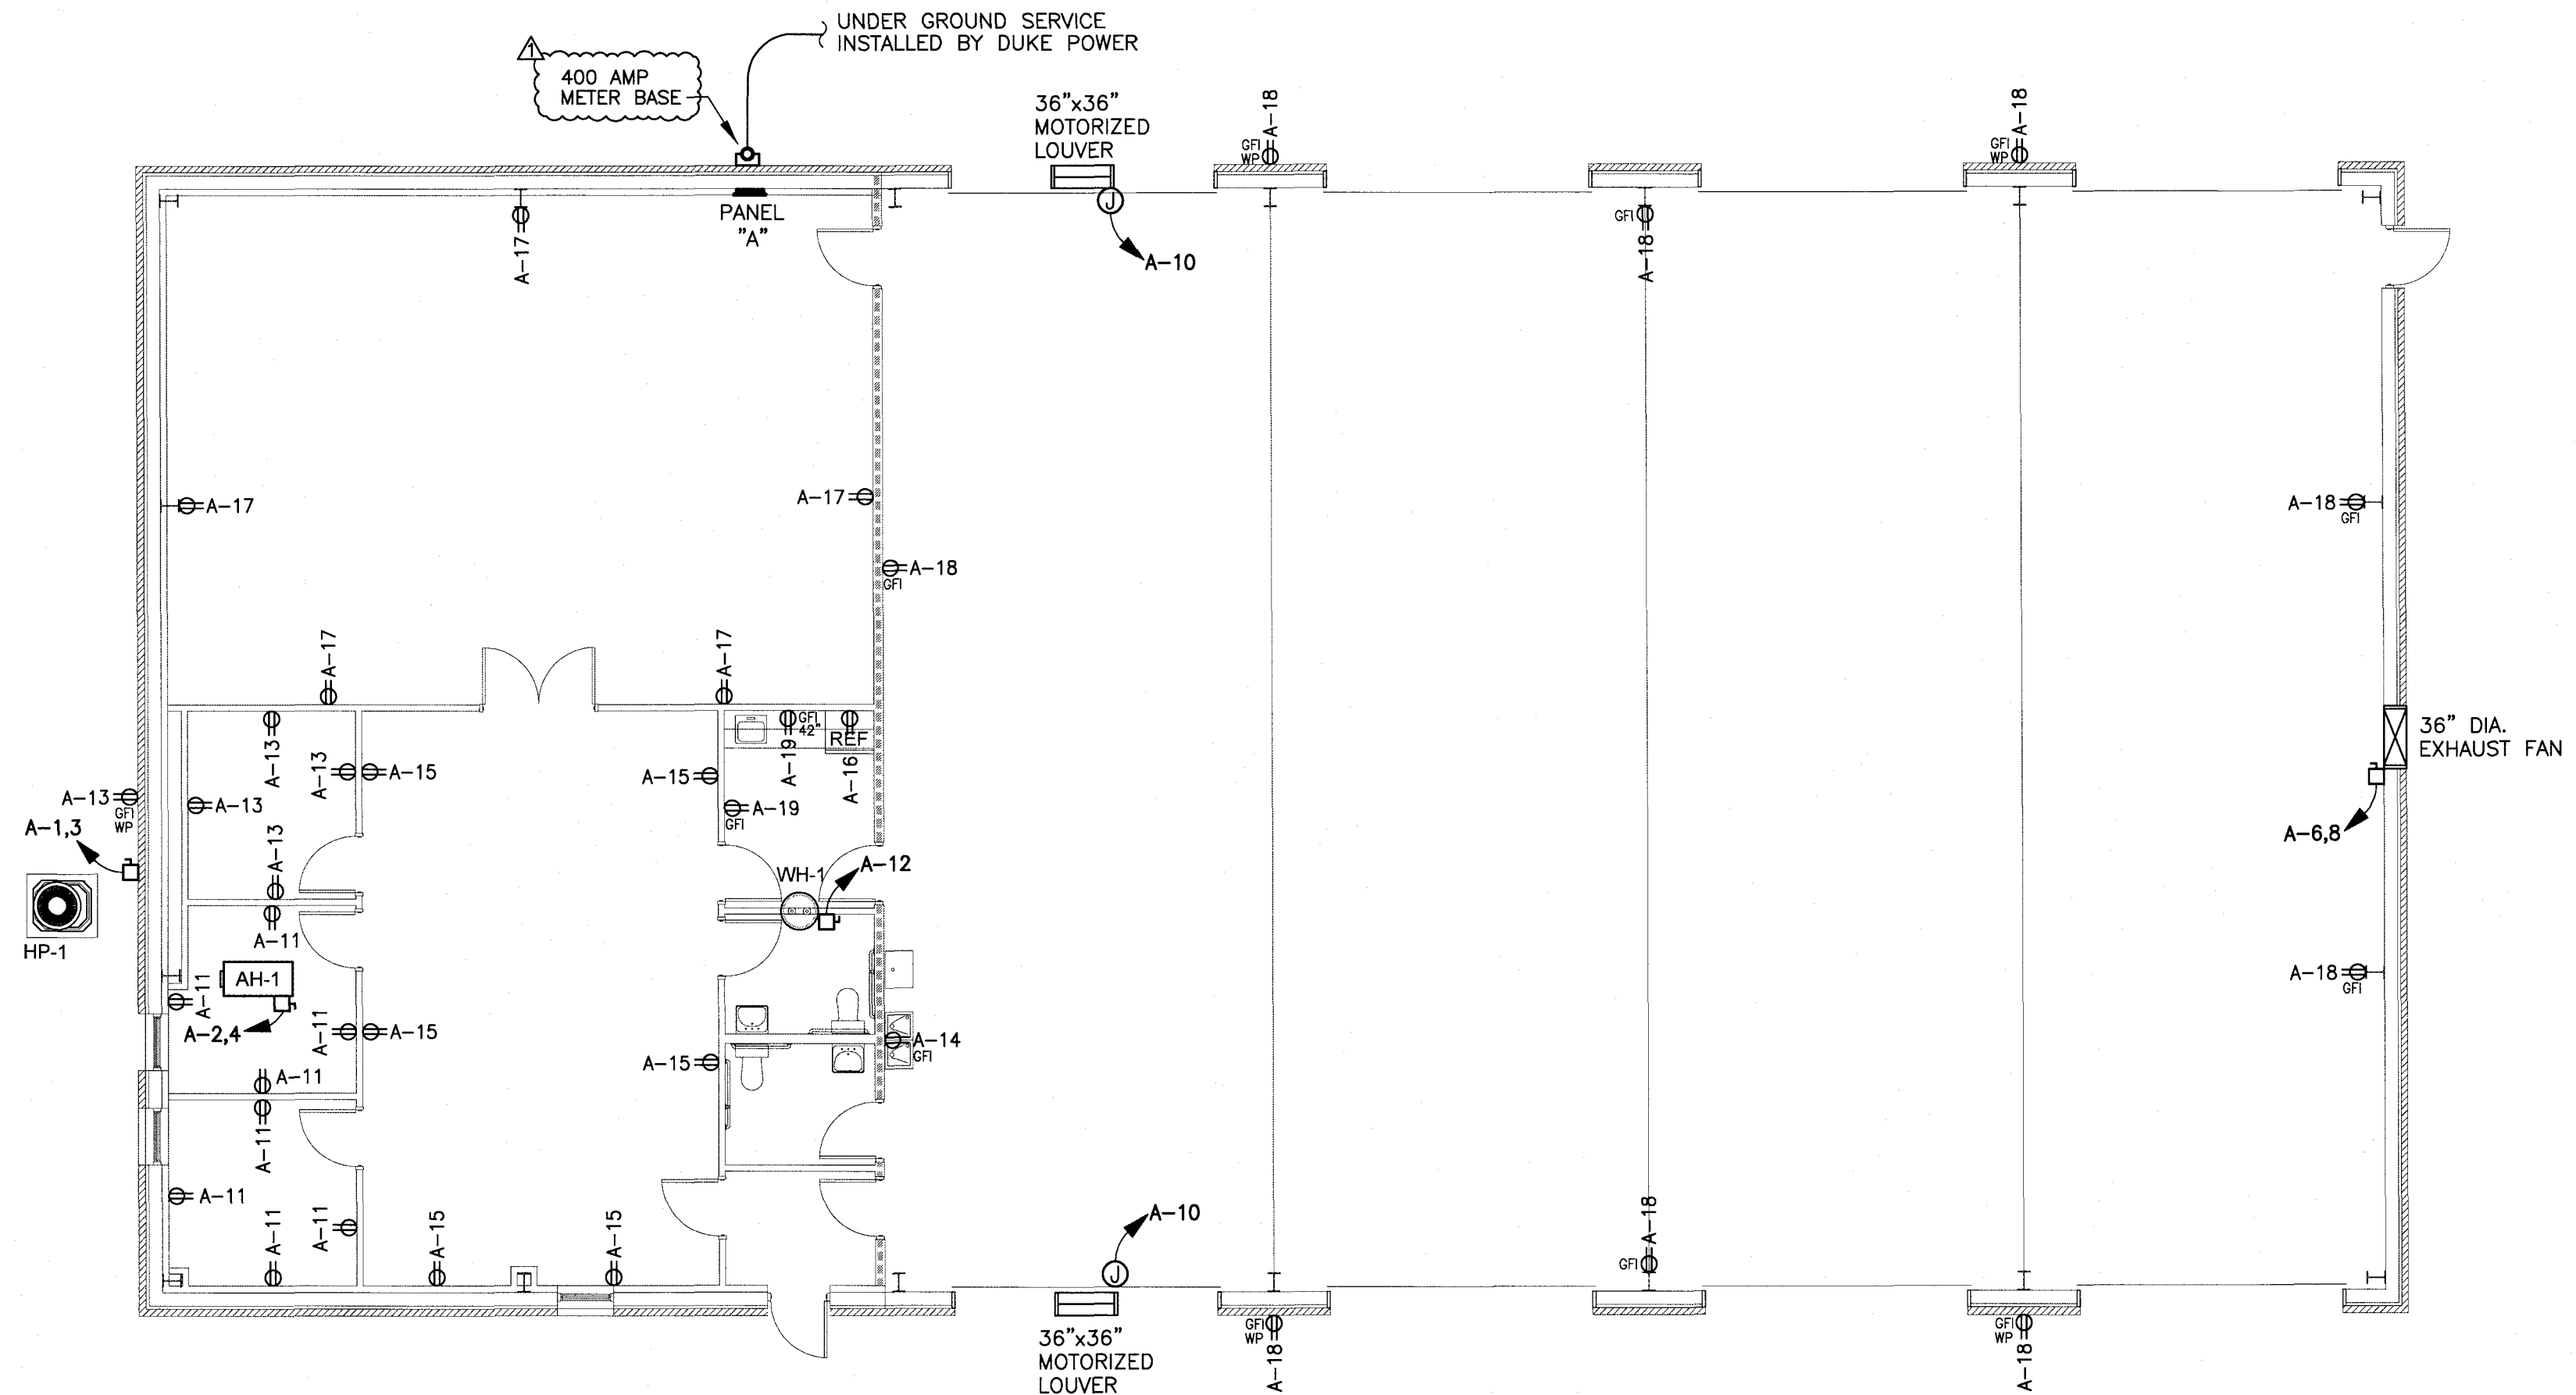 UNDER GROUND SERVICE
INSTALLED BY DUKE POWER
1
400 AMP
METER BASE
36"x36"
MOTORIZED
LOUVER
A-18
GFI
WP
A-18
GFI
WP
PANEL
"A"
A-17
J
A-10
GFI
A-18
A-17
A-17
A-18
GFI
A-18
GFI
A-17
A-17
A-13
A-13
A-15
A-15
GFI
42"
A-19
REF
A-16
36" DIA.
EXHAUST FAN
A-13
GFI
WP
A-13
A-19
GFI
A-1,3
A-13
WH-1
A-12
A-6,8
HP-1
A-11
AH-1
A-11
A-2,4
A-11
A-15
A-15
A-14
GFI
A-18
GFI
A-11
A-11
A-11
A-11
A-11
A-15
A-15
A-10
J
A-18
GFI
36"x36"
MOTORIZED
LOUVER
GFI
WP
A-18
GFI
WP
A-18